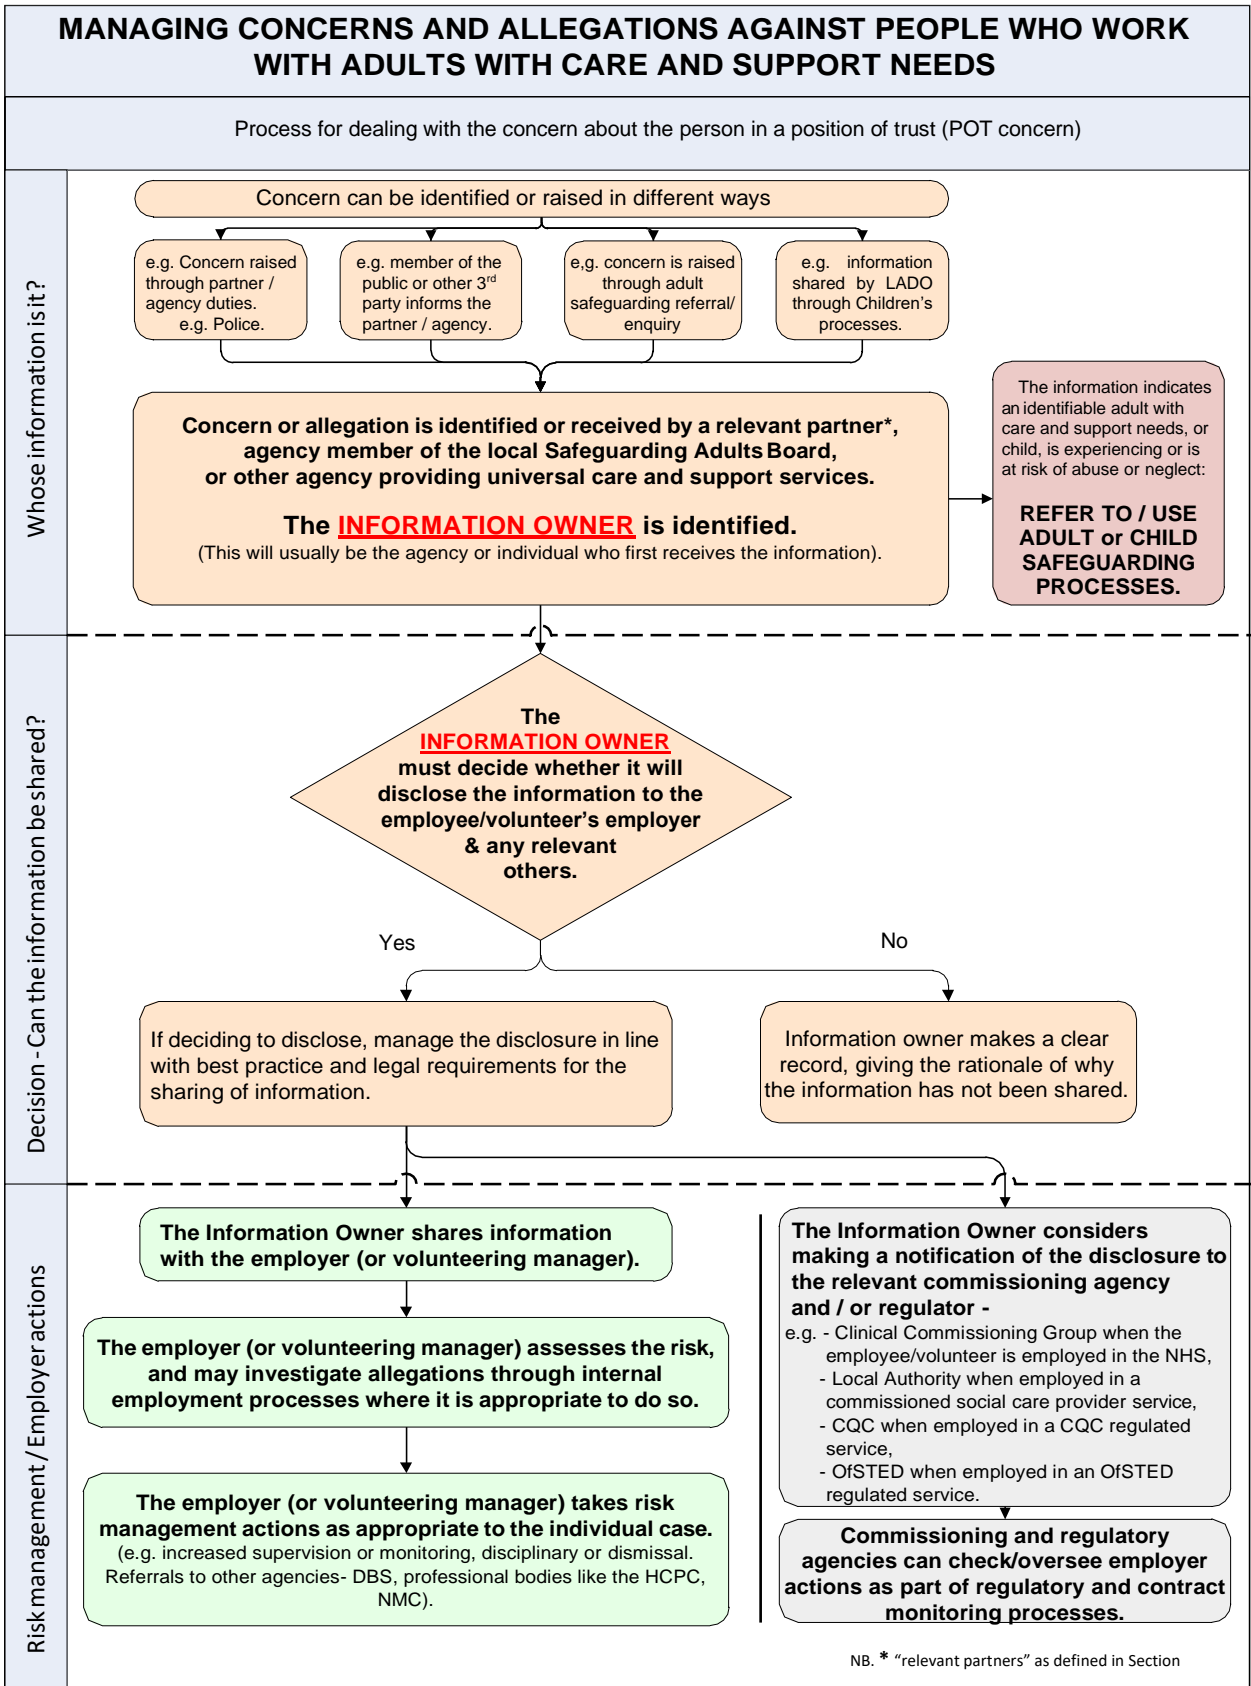 MANAGING CONCERNS AND ALLEGATIONS AGAINST PEOPLE WHO WORK
WITH ADULTS WITH CARE AND SUPPORT NEEDS
Process for dealing with the concern about the person in a position of trust (POT concern)
Whose information is it?
Concern can be identified or raised in different ways
e.g. Concern raised
through partner /
agency duties.
e.g. Police.
e.g. member of the
public or other 3rd
party informs the
partner / agency.
e,g. concern is raised
through adult
safeguarding referral/
enquiry
e.g. information
shared by LADO
through Children's
processes.
Concern or allegation is identified or received by a relevant partner*,
agency member of the local Safeguarding Adults Board,
or other agency providing universal care and support services.
The INFORMATION OWNER is identified.
(This will usually be the agency or individual who first receives the information).
The information indicates
an identifiable adult with
care and support needs, or
child, is experiencing or is
at risk of abuse or neglect:
REFER TO / USE
ADULT or CHILD
SAFEGUARDING
PROCESSES.
Decision - Can the information be shared?
The
INFORMATION OWNER
must decide whether it will
disclose the information to the
employee/volunteer's employer
& any relevant
others.
Yes
No
If deciding to disclose, manage the disclosure in line
with best practice and legal requirements for the
sharing of information.
Information owner makes a clear
record, giving the rationale of why
the information has not been shared.
Risk management / Employer actions
The Information Owner shares information
with the employer (or volunteering manager).
The employer (or volunteering manager) assesses the risk,
and may investigate allegations through internal
employment processes where it is appropriate to do so.
The employer (or volunteering manager) takes risk
management actions as appropriate to the individual case.
(e.g. increased supervision or monitoring, disciplinary or dismissal.
Referrals to other agencies- DBS, professional bodies like the HCPC,
NMC).
The Information Owner considers
making a notification of the disclosure to
the relevant commissioning agency
and / or regulator -
e.g. - Clinical Commissioning Group when the
employee/volunteer is employed in the NHS,
- Local Authority when employed in a
commissioned social care provider service,
- CQC when employed in a CQC regulated
service,
- OfSTED when employed in an OfSTED
regulated service.
Commissioning and regulatory
agencies can check/oversee employer
actions as part of regulatory and contract
monitoring processes.
NB. * "relevant partners" as defined in Section